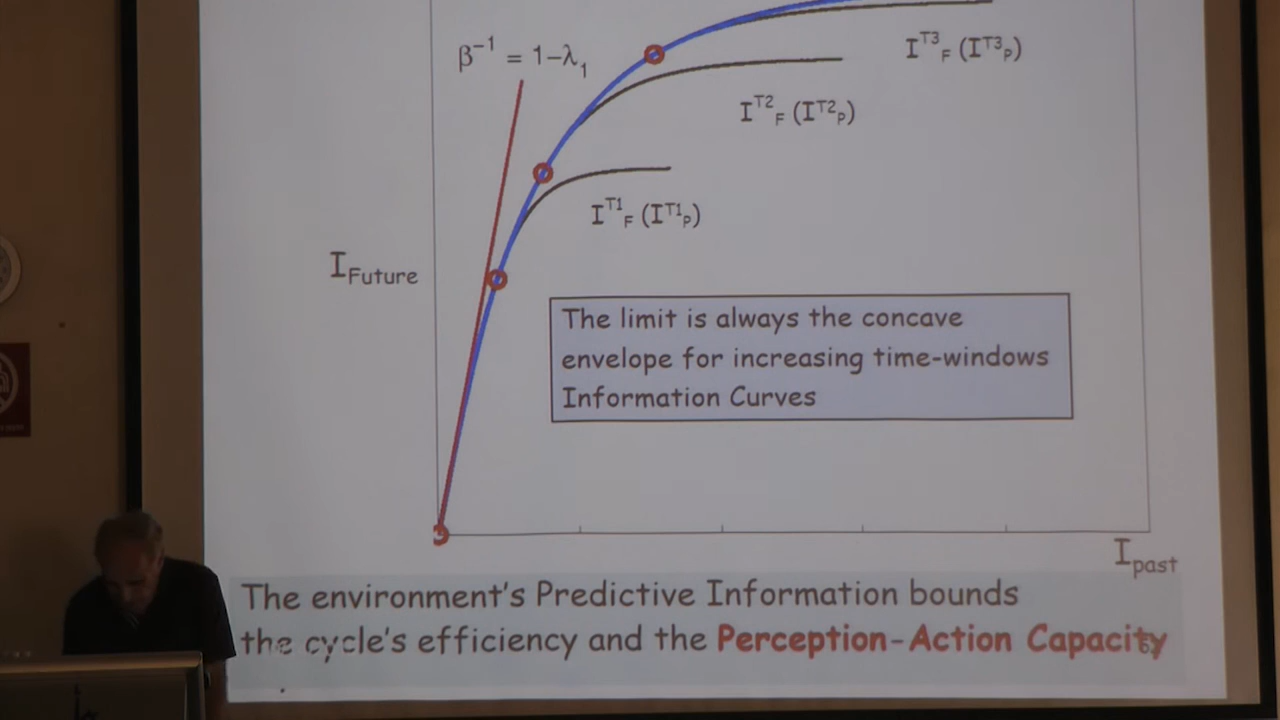 β⁻¹ = 1-λ₁
I^T3_F (I^T3_P)
I^T2_F (I^T2_P)
I^T1_F (I^T1_P)
I_Future
The limit is always the concave
envelope for increasing time-windows
Information Curves
I_past
The environment's Predictive Information bounds
the cycle's efficiency and the Perception-Action Capacity